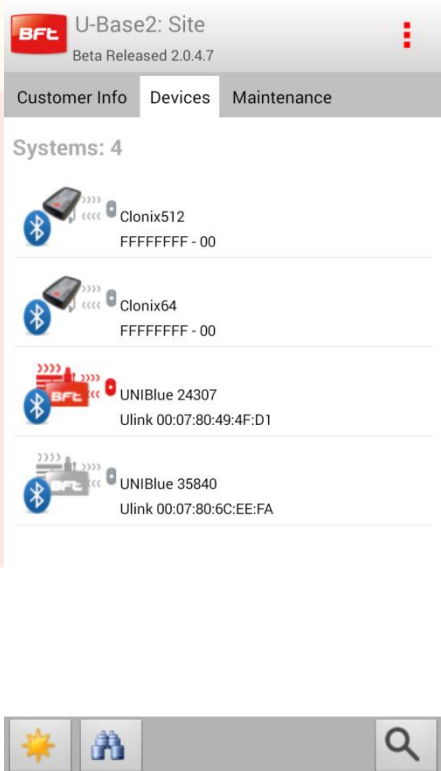 BFt U-Base2: Site
Beta Released 2.0.4.7
Customer Info Devices Maintenance
Systems: 4
Clonix512
FFFFFFFF - 00
Clonix64
FFFFFFFF - 00
BFt
UNIBlue 24307
Ulink 00:07:80:49:4F:D1
BFt
UNIBlue 35840
Ulink 00:07:80:6C:EE:FA